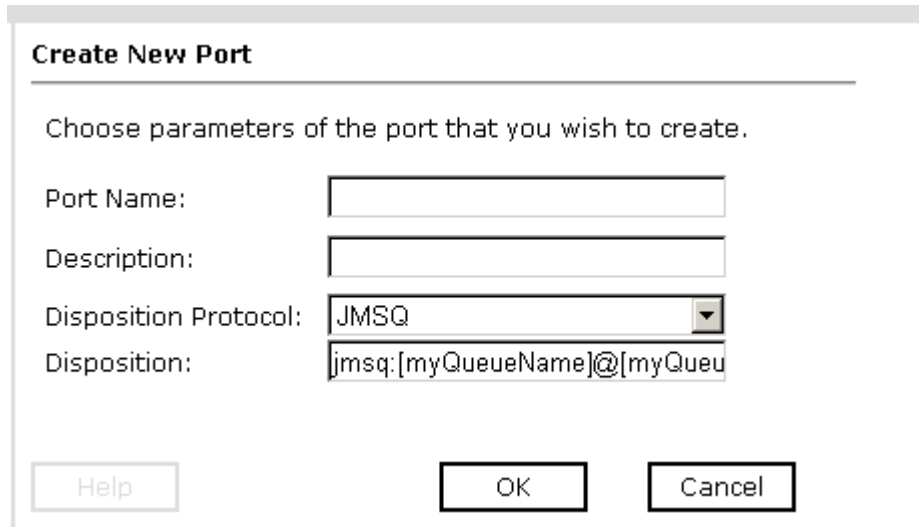 Create New Port
Choose parameters of the port that you wish to create.
Port Name:
Description:
Disposition Protocol: JMSQ
Disposition: jmsq:[myQueueName]@[myQueu
Help OK Cancel